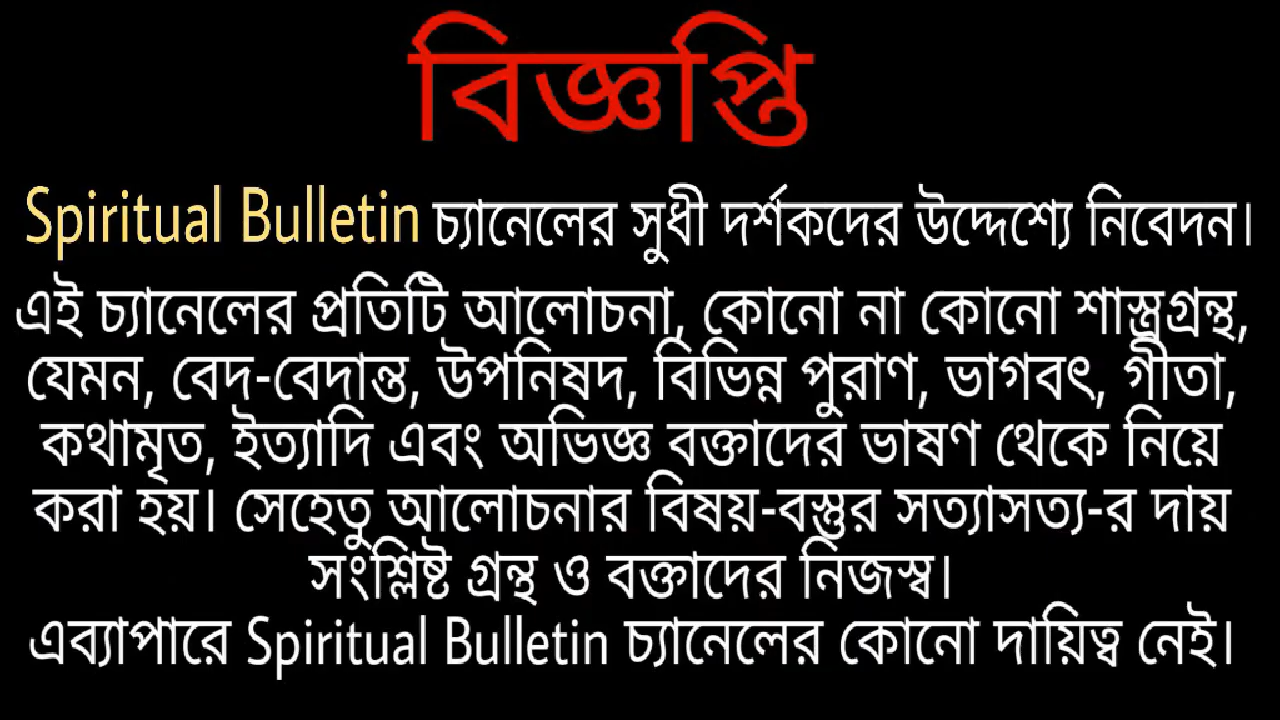 বিজ্ঞপ্তি
Spiritual Bulletin চ্যানেলের সুধী দর্শকদের উদ্দেশ্যে নিবেদন।
এই চ্যানেলের প্রতিটি আলোচনা, কোনো না কোনো শাস্ত্রগ্রন্থ,
যেমন, বেদ-বেদান্ত, উপনিষদ, বিভিন্ন পুরাণ, ভাগবৎ, গীতা,
কথামৃত, ইত্যাদি এবং অভিজ্ঞ বক্তাদের ভাষণ থেকে নিয়ে
করা হয়। সেহেতু আলোচনার বিষয়-বস্তুর সত্যাসত্য-র দায়
সংশ্লিষ্ট গ্রন্থ ও বক্তাদের নিজস্ব।
এব্যাপারে Spiritual Bulletin চ্যানেলের কোনো দায়িত্ব নেই।